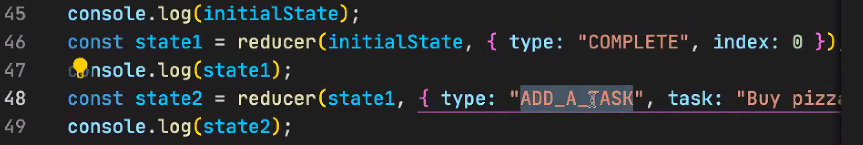 45 console.log(initialState);
46 const state1 = reducer(initialState, { type: "COMPLETE", index: 0 })
47 console.log(state1);
48 const state2 = reducer(state1, { type: "ADD_A_TASK", task: "Buy pizza
49 console.log(state2);